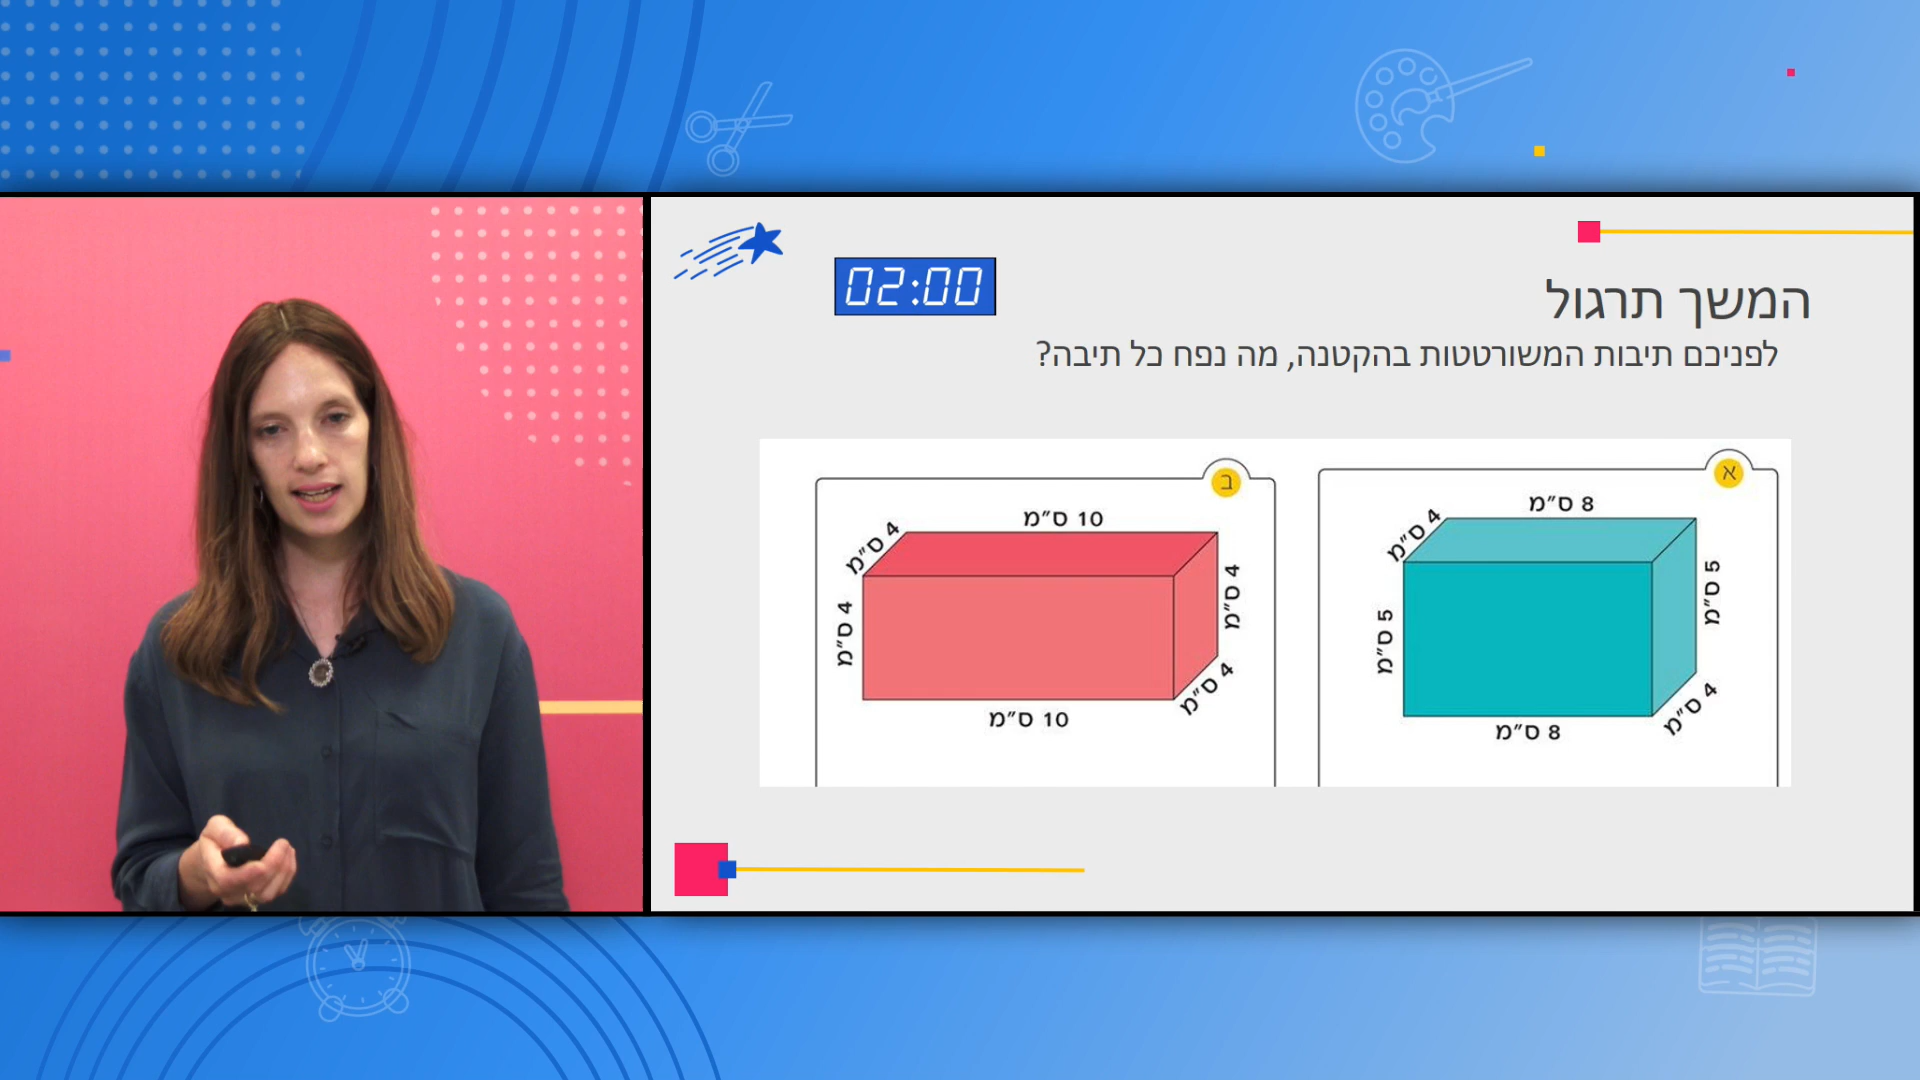 המשך תרגול
02:00
לפניכם תיבות המשורטטות בהקטנה, מה נפח כל תיבה?
א
8 ס"מ
4 ס"מ
5 ס"מ
5 ס"מ
4 ס"מ
8 ס"מ
ב
10 ס"מ
4 ס"מ
4 ס"מ
4 ס"מ
4 ס"מ
10 ס"מ